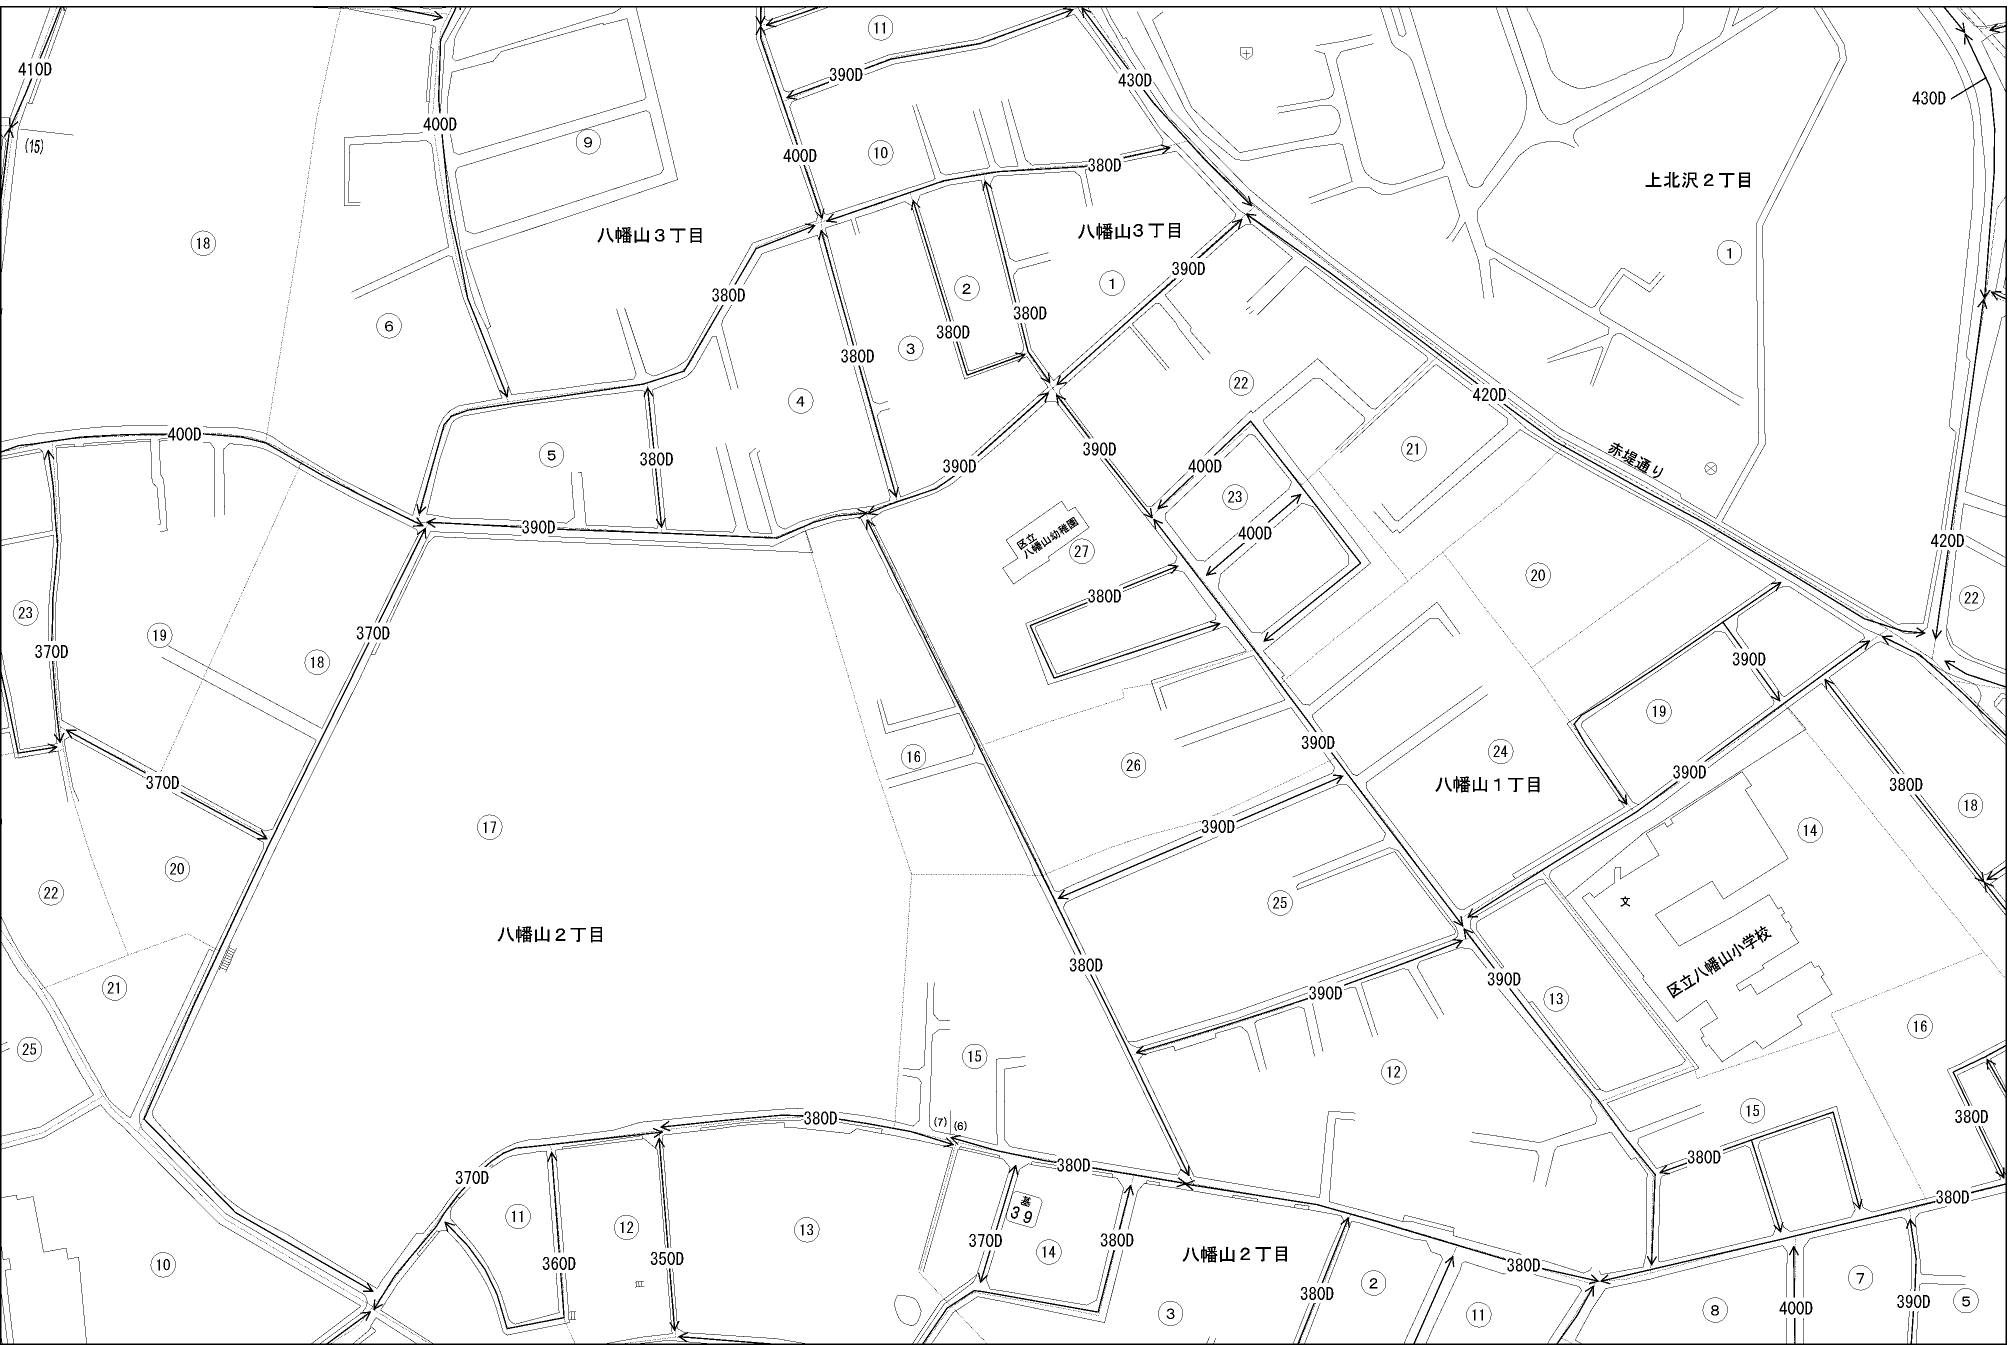 ⑪
410D
390D
430D
430D
400D
⑨
400D
⑩
380D
(15)
上北沢２丁目
⑱
八幡山３丁目
八幡山３丁目
①
390D
②
①
380D
380D
⑥
380D
③
380D
㉒
420D
④
400D
⑤
380D
390D
390D
400D
㉑
赤堤通り
㉓
390D
区立
八幡山幼稚園
㉗
400D
420D
⑳
380D
㉒
㉓
370D
⑲
370D
⑱
390D
⑲
390D
⑯
㉖
㉔
370D
390D
八幡山１丁目
380D
⑱
⑰
390D
⑭
⑳
㉒
㉕
文
八幡山２丁目
区立八幡山小学校
380D
390D
390D
㉑
⑬
⑯
㉕
⑮
⑫
380D
(7)
(6)
⑮
380D
380D
370D
380D
380D
基
39
⑪
⑫
⑬
370D
⑭
380D
八幡山２丁目
⑩
360D
350D
380D
②
380D
⑦
③
⑪
⑧
400D
390D
⑤